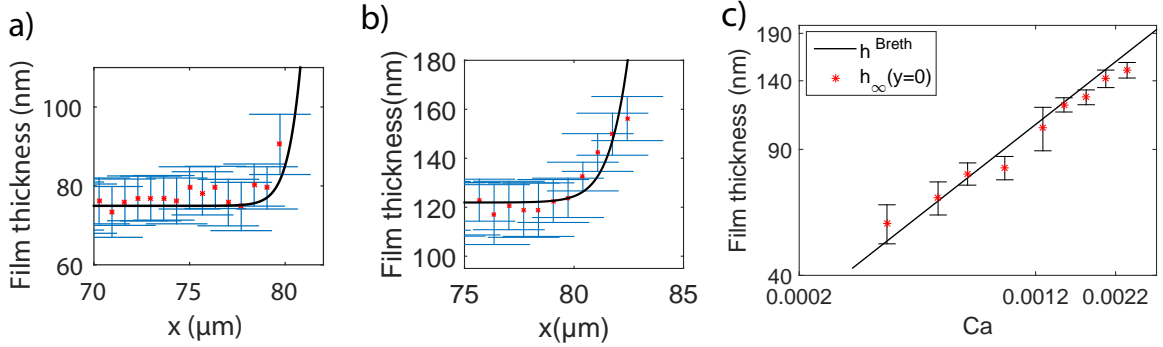 a)
Film thickness (nm)
100
80
60
70
75
80
x (μm)
b)
Film thickness(nm)
180
160
140
120
100
75
80
85
x(μm)
c)
Film thickness (nm)
190
140
90
40
0.0002
0.0012
0.0022
Ca
h Breth
h∞(y=0)